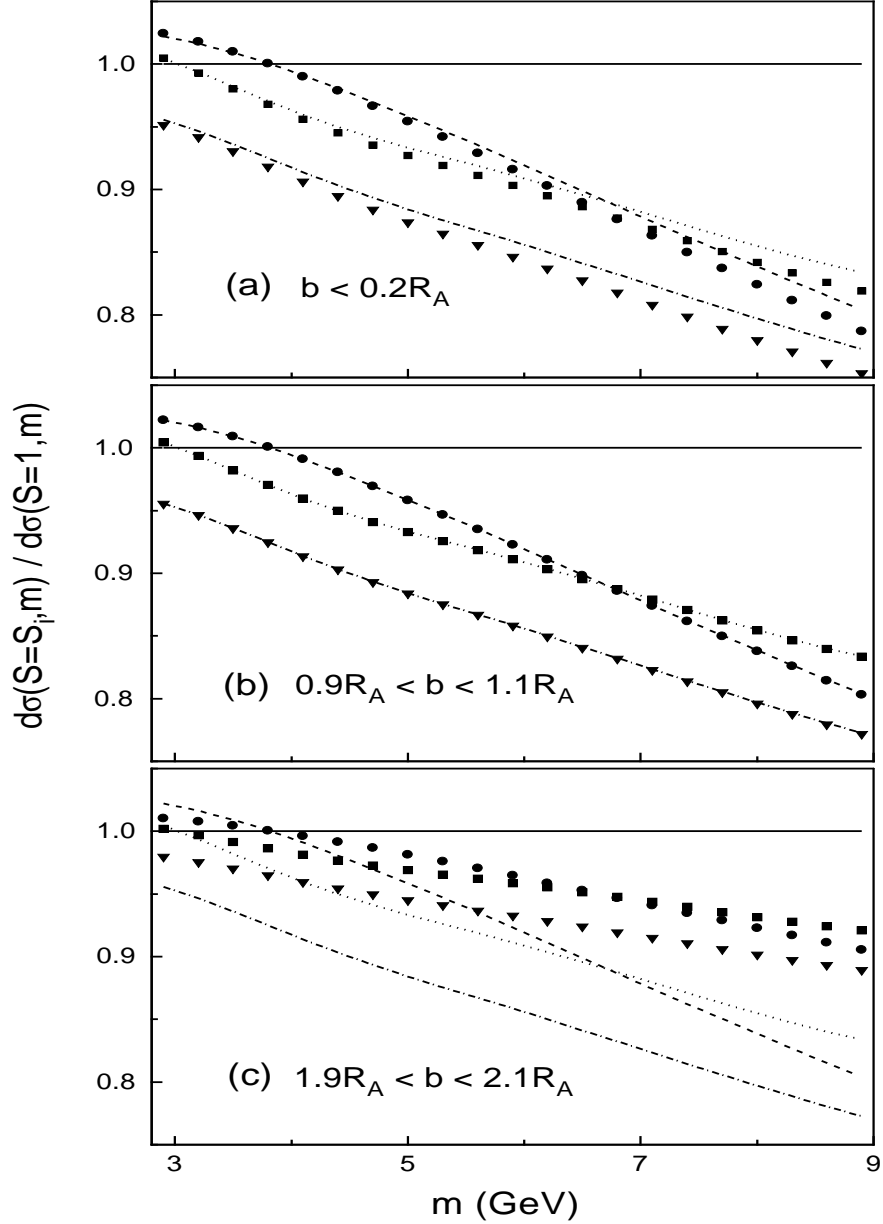 1.0
0.9
0.8
(a) b < 0.2R_A
1.0
0.9
0.8
(b) 0.9R_A < b < 1.1R_A
dσ(S=S_i,m) / dσ(S=1,m)
1.0
0.9
0.8
(c) 1.9R_A < b < 2.1R_A
3 5 7 9
m (GeV)